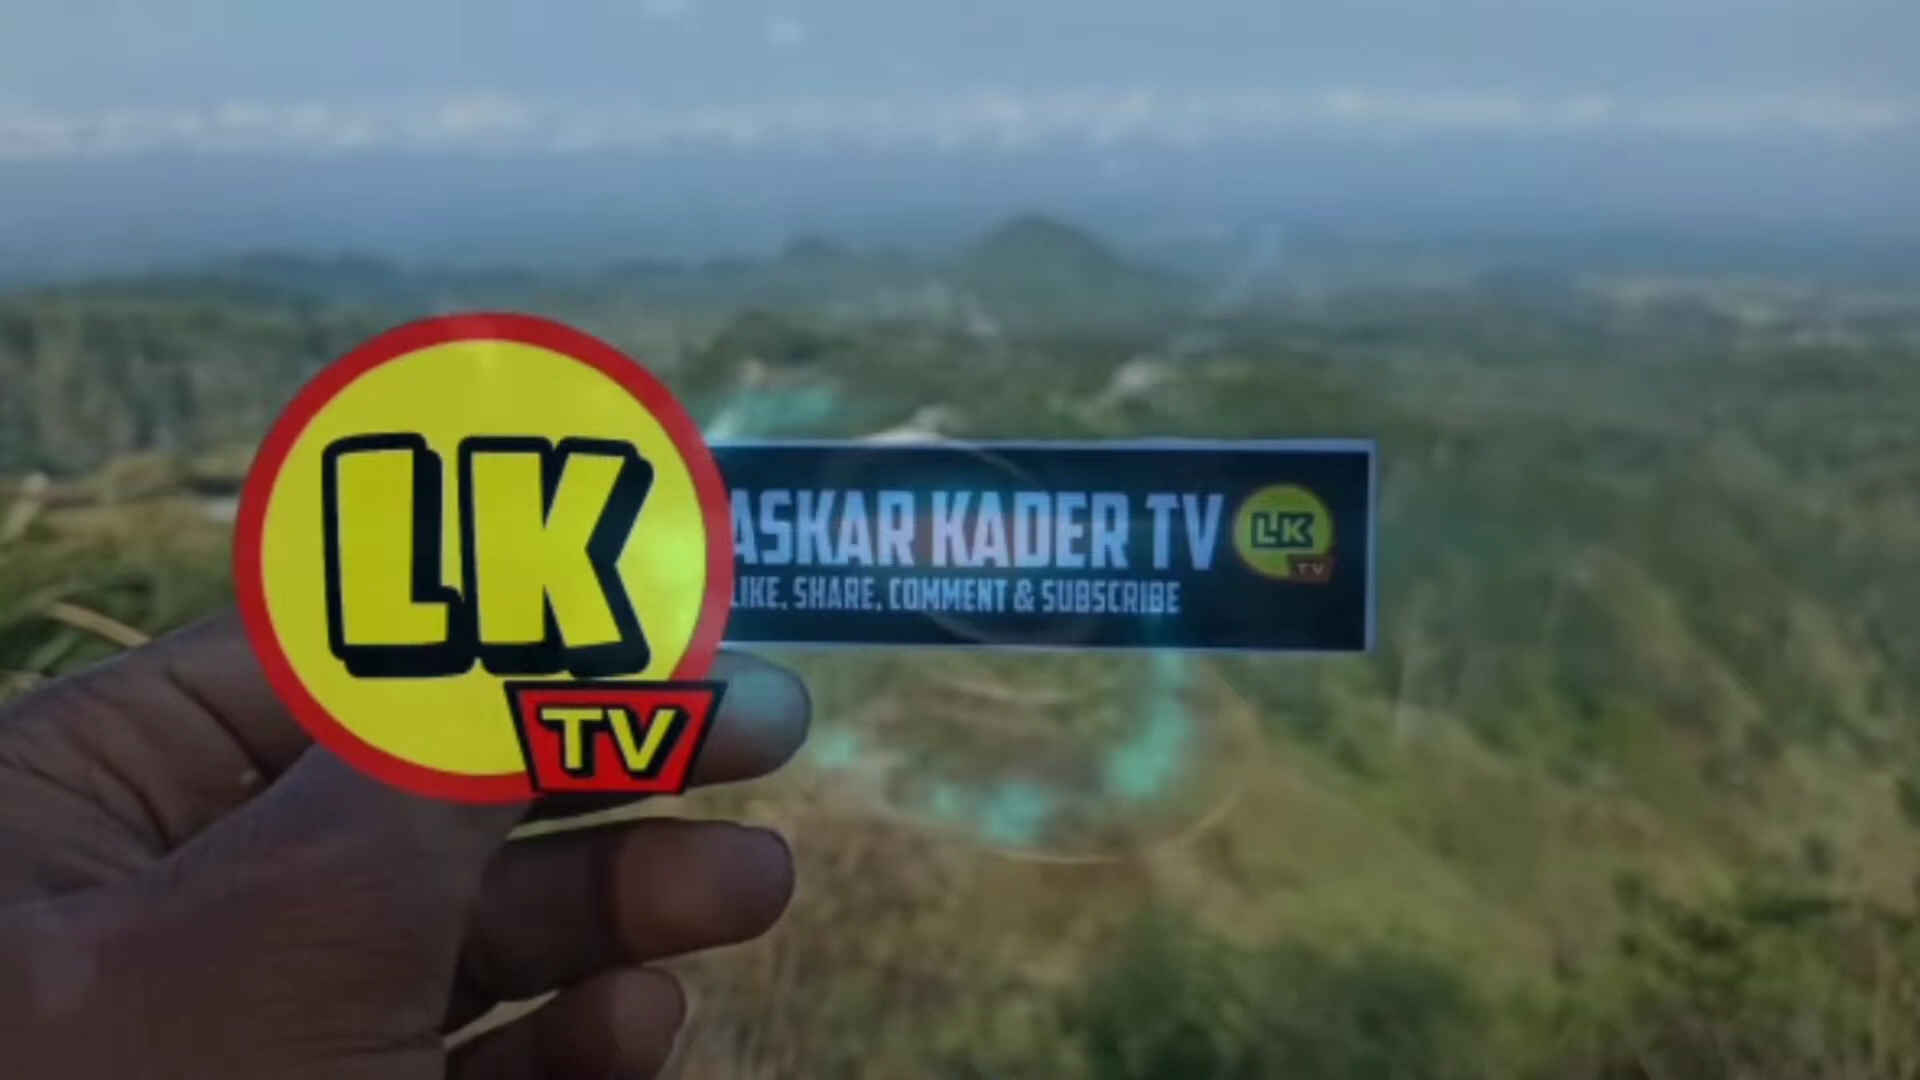 LK
TV
ASKAR KADER TV
LIKE, SHARE, COMMENT & SUBSCRIBE
LK
TV